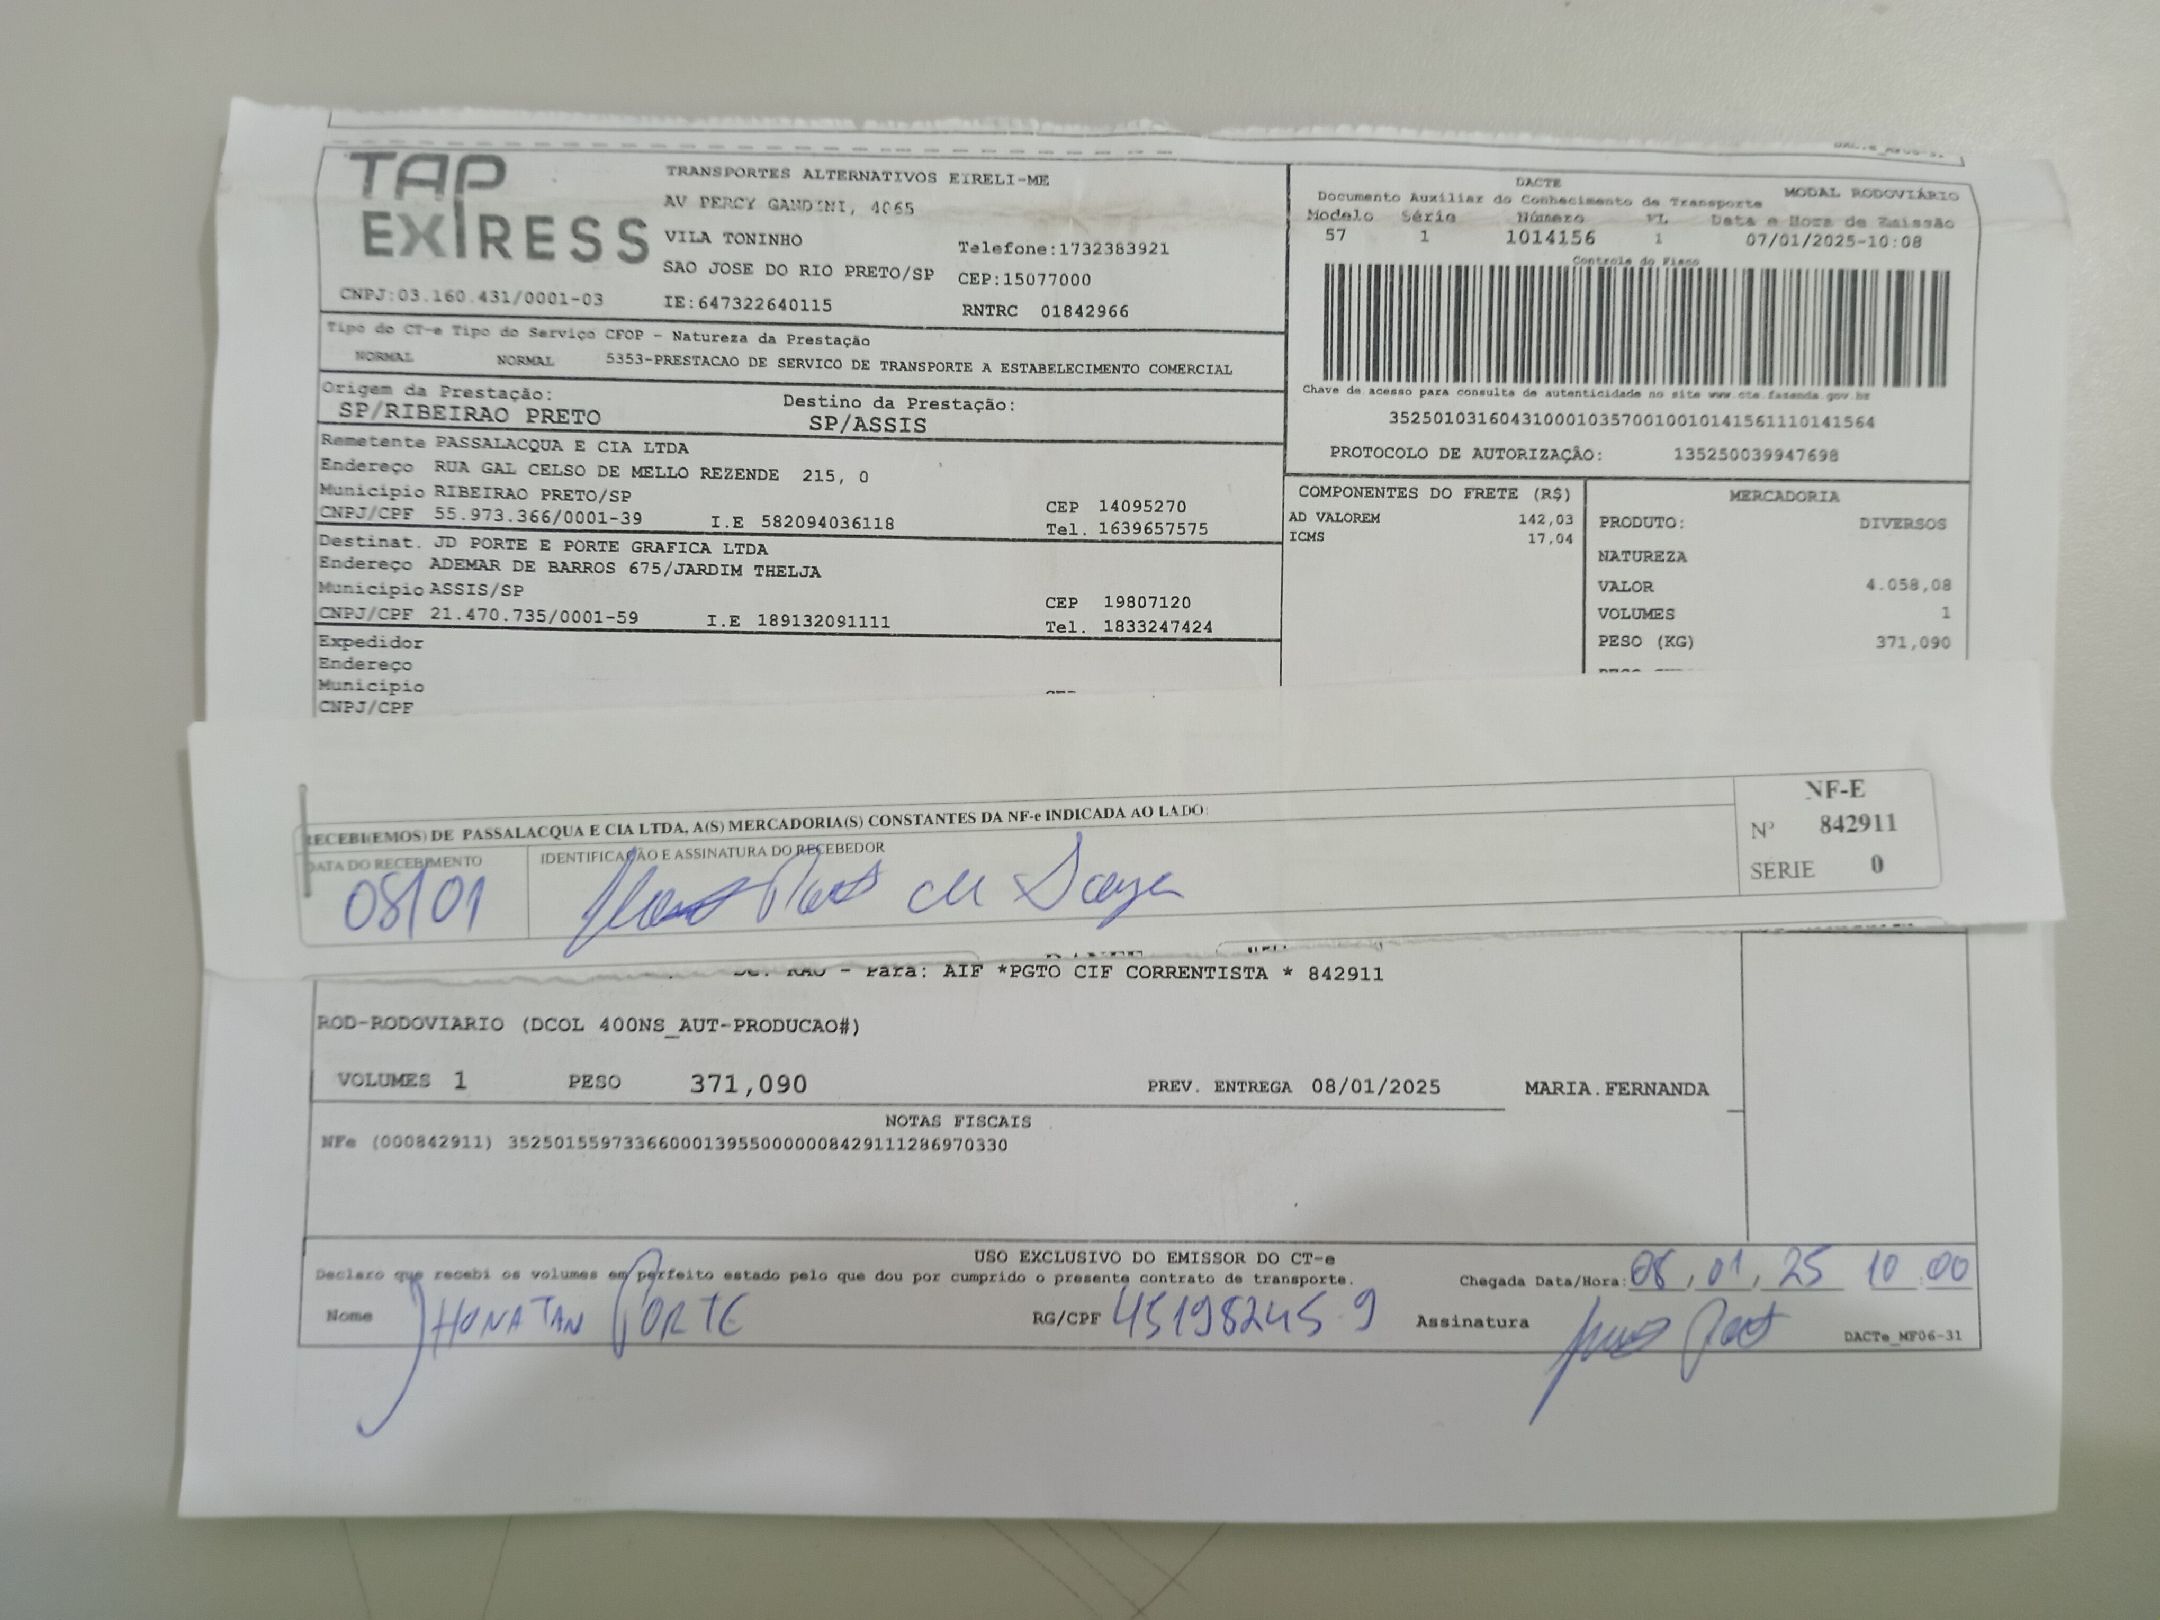 TAP EXPRESS
TRANSPORTES ALTERNATIVOS EIRELI-ME
AV PERCY GANDINI, 4065
VILA TONINHO Telefone:1732383921
SAO JOSE DO RIO PRETO/SP CEP:15077000
CNPJ:03.160.431/0001-03 IE:647322640115 RNTRC 01842966
DACTE
Documento Auxiliar do Conhecimento de Transporte MODAL RODOVIÁRIO
Modelo Série Número FL Data e Hora de Emissão
57 1 1014156 1 07/01/2025-10:08
Controle do Fisco
Chave de acesso para consulta de autenticidade no site www.cte.fazenda.gov.br
35250103160431000103570010010141561110141564
PROTOCOLO DE AUTORIZAÇÃO: 135250039947698
Tipo do CT-e Tipo do Serviço CFOP - Natureza da Prestação
NORMAL NORMAL 5353-PRESTACAO DE SERVICO DE TRANSPORTE A ESTABELECIMENTO COMERCIAL
Origem da Prestação: Destino da Prestação:
SP/RIBEIRAO PRETO SP/ASSIS
Remetente PASSALACQUA E CIA LTDA
Endereço RUA GAL CELSO DE MELLO REZENDE 215, 0
Municipio RIBEIRAO PRETO/SP CEP 14095270
CNPJ/CPF 55.973.366/0001-39 I.E 582094036118 Tel. 1639657575
Destinat. JD PORTE E PORTE GRAFICA LTDA
Endereço ADEMAR DE BARROS 675/JARDIM THELJA
Municipio ASSIS/SP CEP 19807120
CNPJ/CPF 21.470.735/0001-59 I.E 189132091111 Tel. 1833247424
Expedidor
Endereço
Municipio
CNPJ/CPF
COMPONENTES DO FRETE (R$)
AD VALOREM 142,03
ICMS 17,04
MERCADORIA
PRODUTO: DIVERSOS
NATUREZA
VALOR 4.058,08
VOLUMES 1
PESO (KG) 371,090
RECEBI(EMOS) DE PASSALACQUA E CIA LTDA, A(S) MERCADORIA(S) CONSTANTES DA NF-e INDICADA AO LADO:
DATA DO RECEBIMENTO IDENTIFICAÇÃO E ASSINATURA DO RECEBEDOR
08/01
NF-E
Nº 842911
SÉRIE 0
- Para: AIF *PGTO CIF CORRENTISTA * 842911
ROD-RODOVIARIO (DCOL 400NS_AUT-PRODUCAO#)
VOLUMES 1 PESO 371,090 PREV. ENTREGA 08/01/2025 MARIA.FERNANDA
NOTAS FISCAIS
NFe (000842911) 35250155973366000139550000008429111286970330
USO EXCLUSIVO DO EMISSOR DO CT-e
Declaro que recebi os volumes em perfeito estado pelo que dou por cumprido o presente contrato de transporte. Chegada Data/Hora: 08,01,25 10 00
Nome JHONATAN PORTE RG/CPF 45198245-9 Assinatura
DACTe_MF06-31